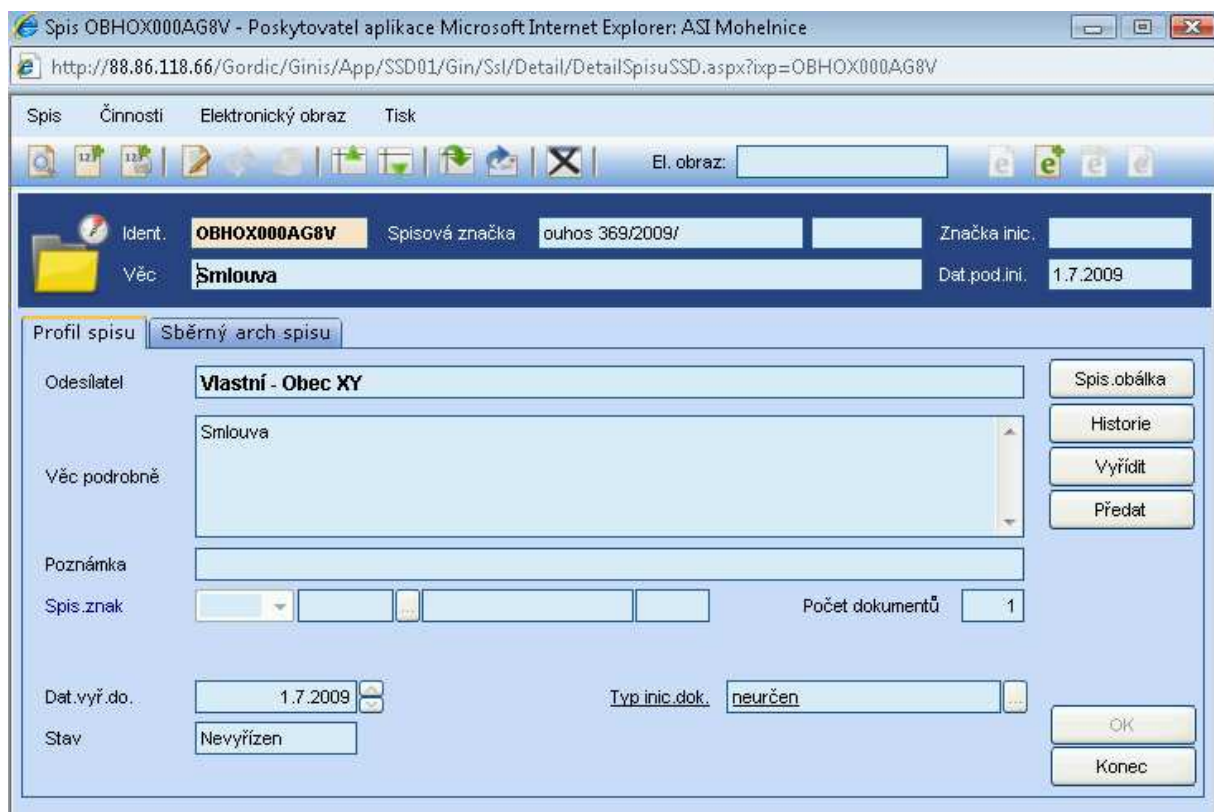 Spis OBHOX000AG8V - Poskytovatel aplikace Microsoft Internet Explorer: ASI Mohelnice
http://88.86.118.66/Gordic/Ginis/App/SSD01/Gin/Ssl/Detail/DetailSpisuSSD.aspx?ixp=OBHOX000AG8V
Spis Činnosti Elektronický obraz Tisk
El. obraz:
Ident. OBHOX000AG8V Spisová značka ouhos 369/2009/ Značka inic.
Věc Smlouva Dat.pod.ini. 1.7.2009
Profil spisu Sběrný arch spisu
Odesílatel Vlastní - Obec XY Spis.obálka
Smlouva Historie
Věc podrobně Vyřídit
Předat
Poznámka
Spis.znak ... Počet dokumentů 1
Dat.vyř.do. 1.7.2009 Typ inic.dok. neurčen ...
Stav Nevyřízen OK
Konec